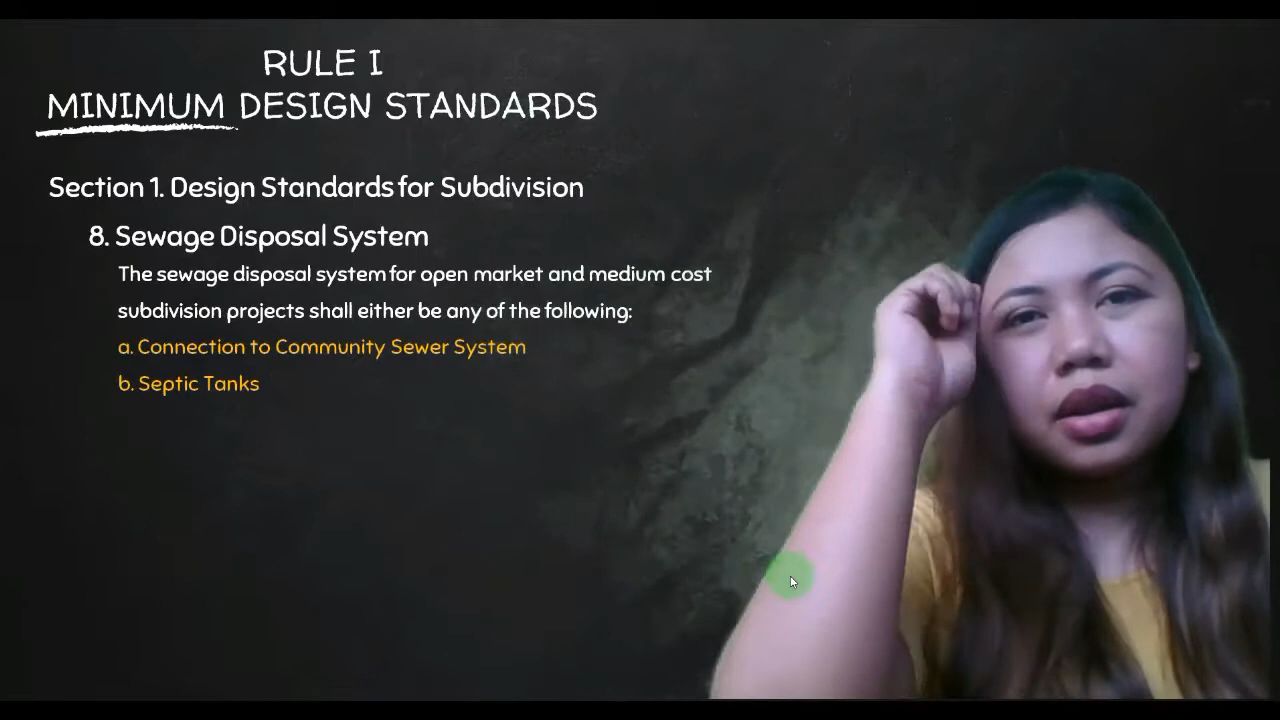 RULE I
MINIMUM DESIGN STANDARDS
Section 1. Design Standards for Subdivision
8. Sewage Disposal System
The sewage disposal system for open market and medium cost
subdivision projects shall either be any of the following:
a. Connection to Community Sewer System
b. Septic Tanks